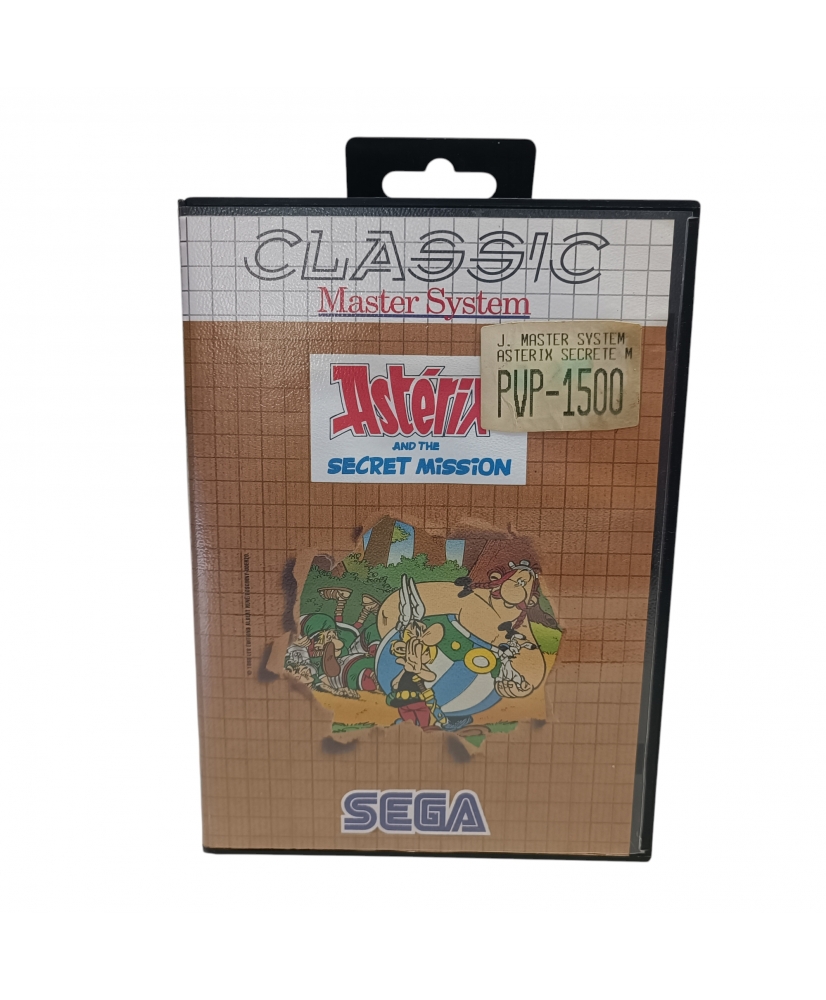 CLASSIC
Master System
J. MASTER SYSTEM
ASTERIX SECRETE M
PVP-1500
Astérix
AND THE
SECRET MISSION
SEGA